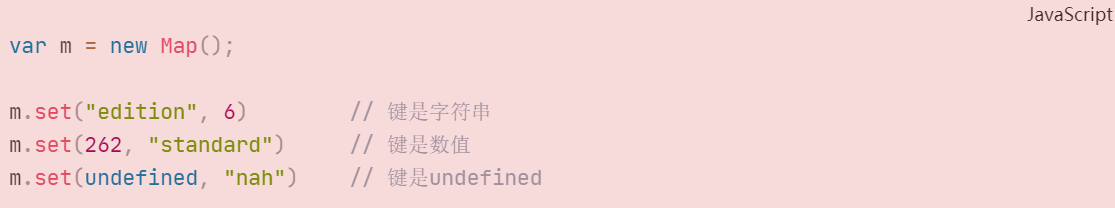 JavaScript
var m = new Map();
m.set("edition", 6)        // 键是字符串
m.set(262, "standard")     // 键是数值
m.set(undefined, "nah")    // 键是undefined